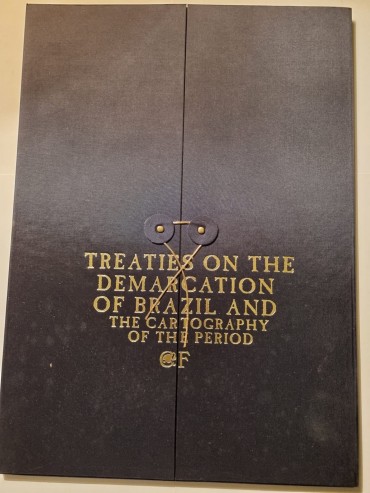 TREATIES ON THE
DEMARCATION
OF BRAZIL AND
THE CARTOGRAPHY
OF THE PERIOD